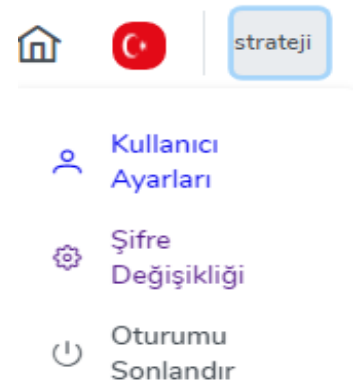 strateji
Kullanıcı
Ayarları
Şifre
Değişikliği
Oturumu
Sonlandır